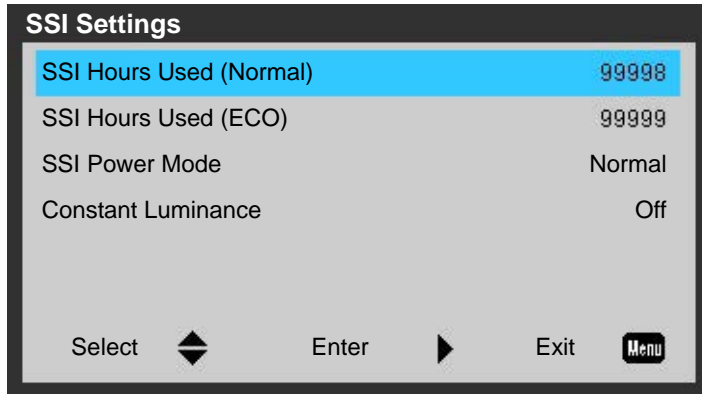 SSI Settings
SSI Hours Used (Normal) 99998
SSI Hours Used (ECO) 99999
SSI Power Mode Normal
Constant Luminance Off
Select Enter Exit Menu